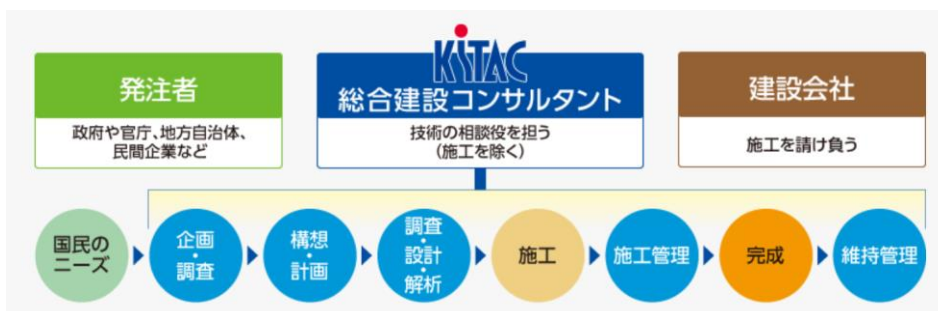 KITAC
発注者
政府や官庁、地方自治体、
民間企業など
総合建設コンサルタント
技術の相談役を担う
(施工を除く)
建設会社
施工を請け負う
国民の
ニーズ
企画
・
調査
構想
・
計画
調査
・
設計
・
解析
施工
施工管理
完成
維持管理